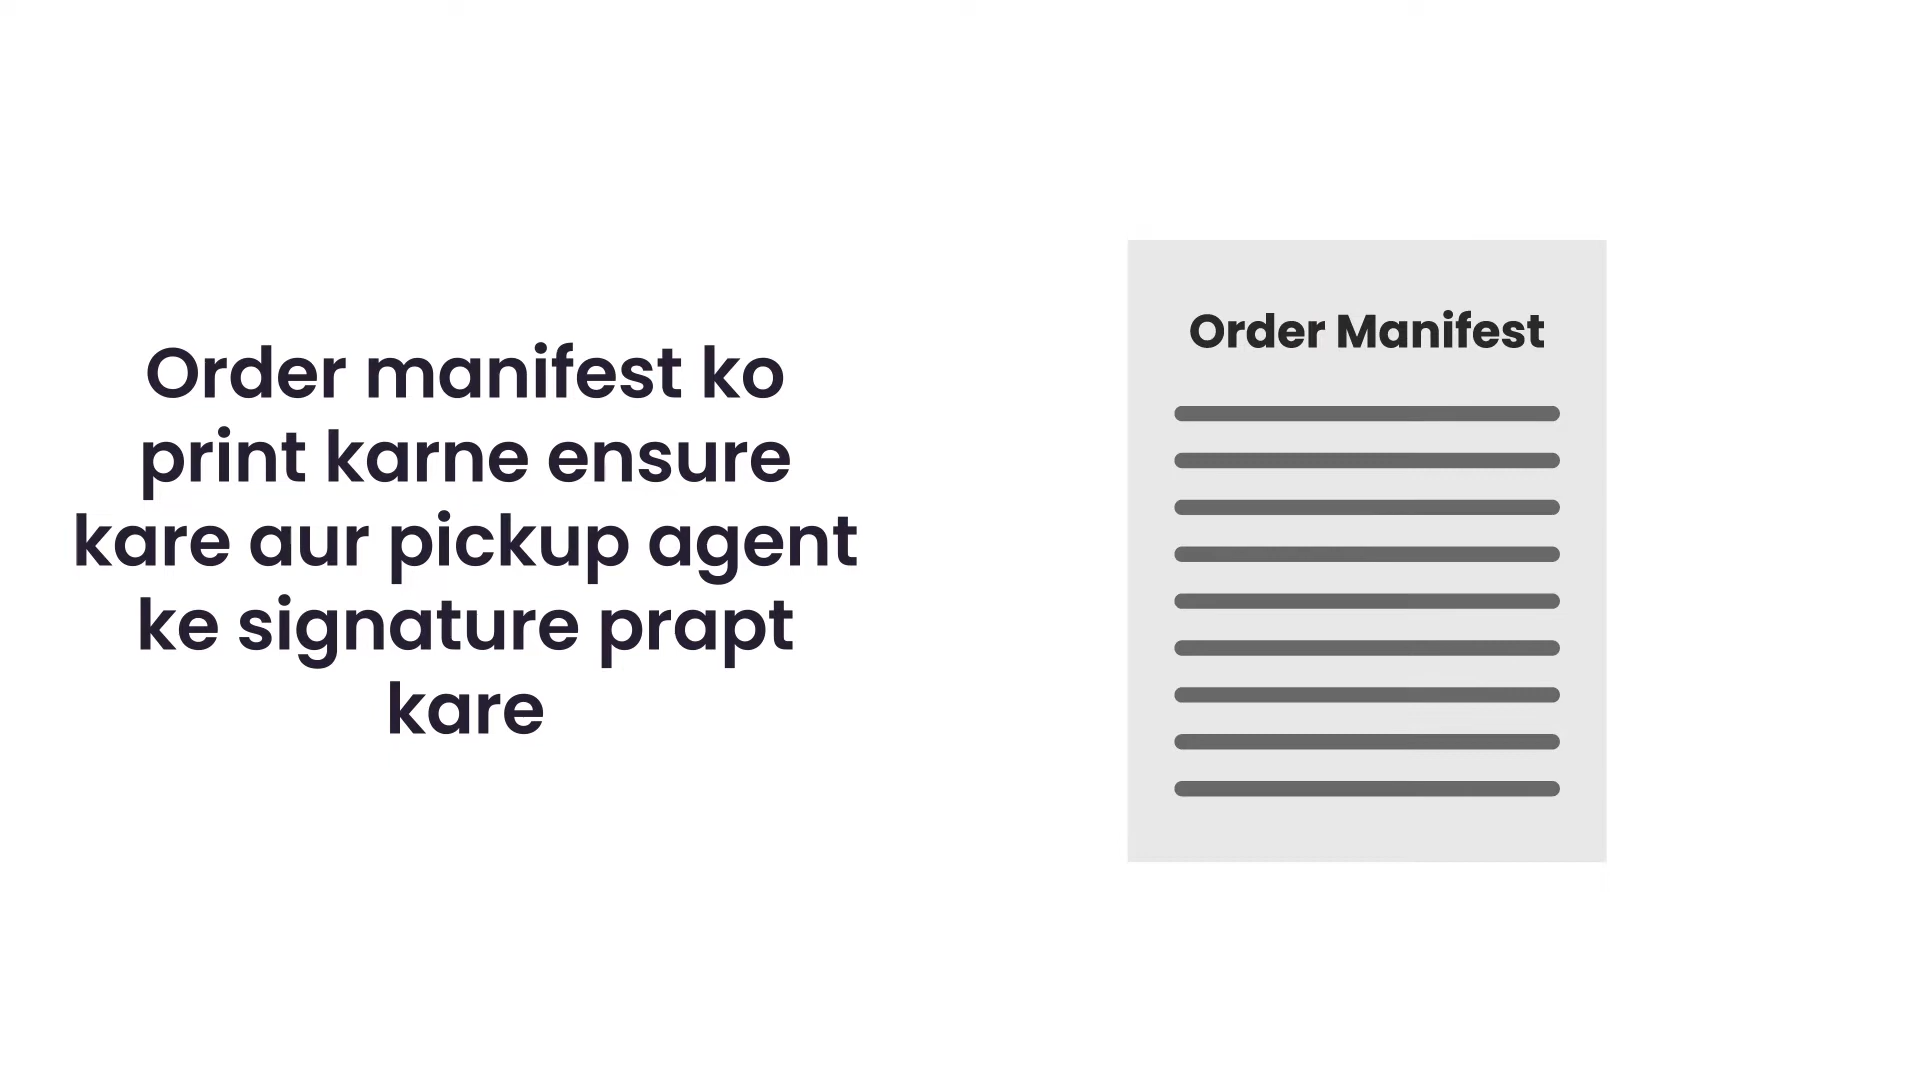 Order manifest ko
print karne ensure
kare aur pickup agent
ke signature prapt
kare
Order Manifest